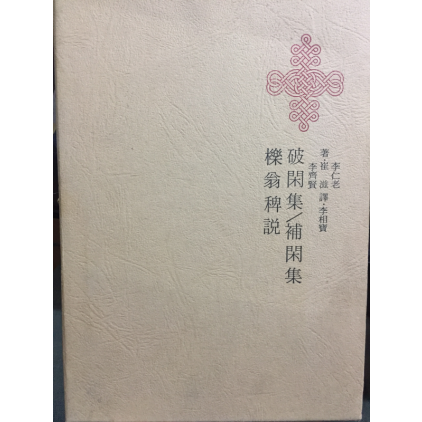 李仁老
著·崔 滋 譯·李相寶
李齊賢
破閑集/補閑集
櫟翁稗説